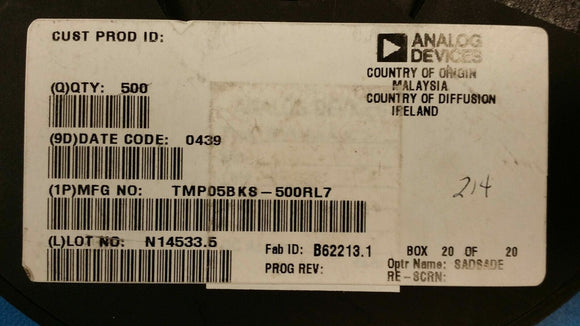 CUST PROD ID:
ANALOG
DEVICES
COUNTRY OF ORIGIN
MALAYSIA
COUNTRY OF DIFFUSION
IRELAND
(Q)QTY: 500
(9D)DATE CODE: 0439
(1P)MFG NO: TMP05BKS-500RL7
214
(L)LOT NO: N14533.5
Fab ID: B62213.1
BOX 20 OF 20
PROG REV:
Optr Name: SADSADE
RE-SCRN: